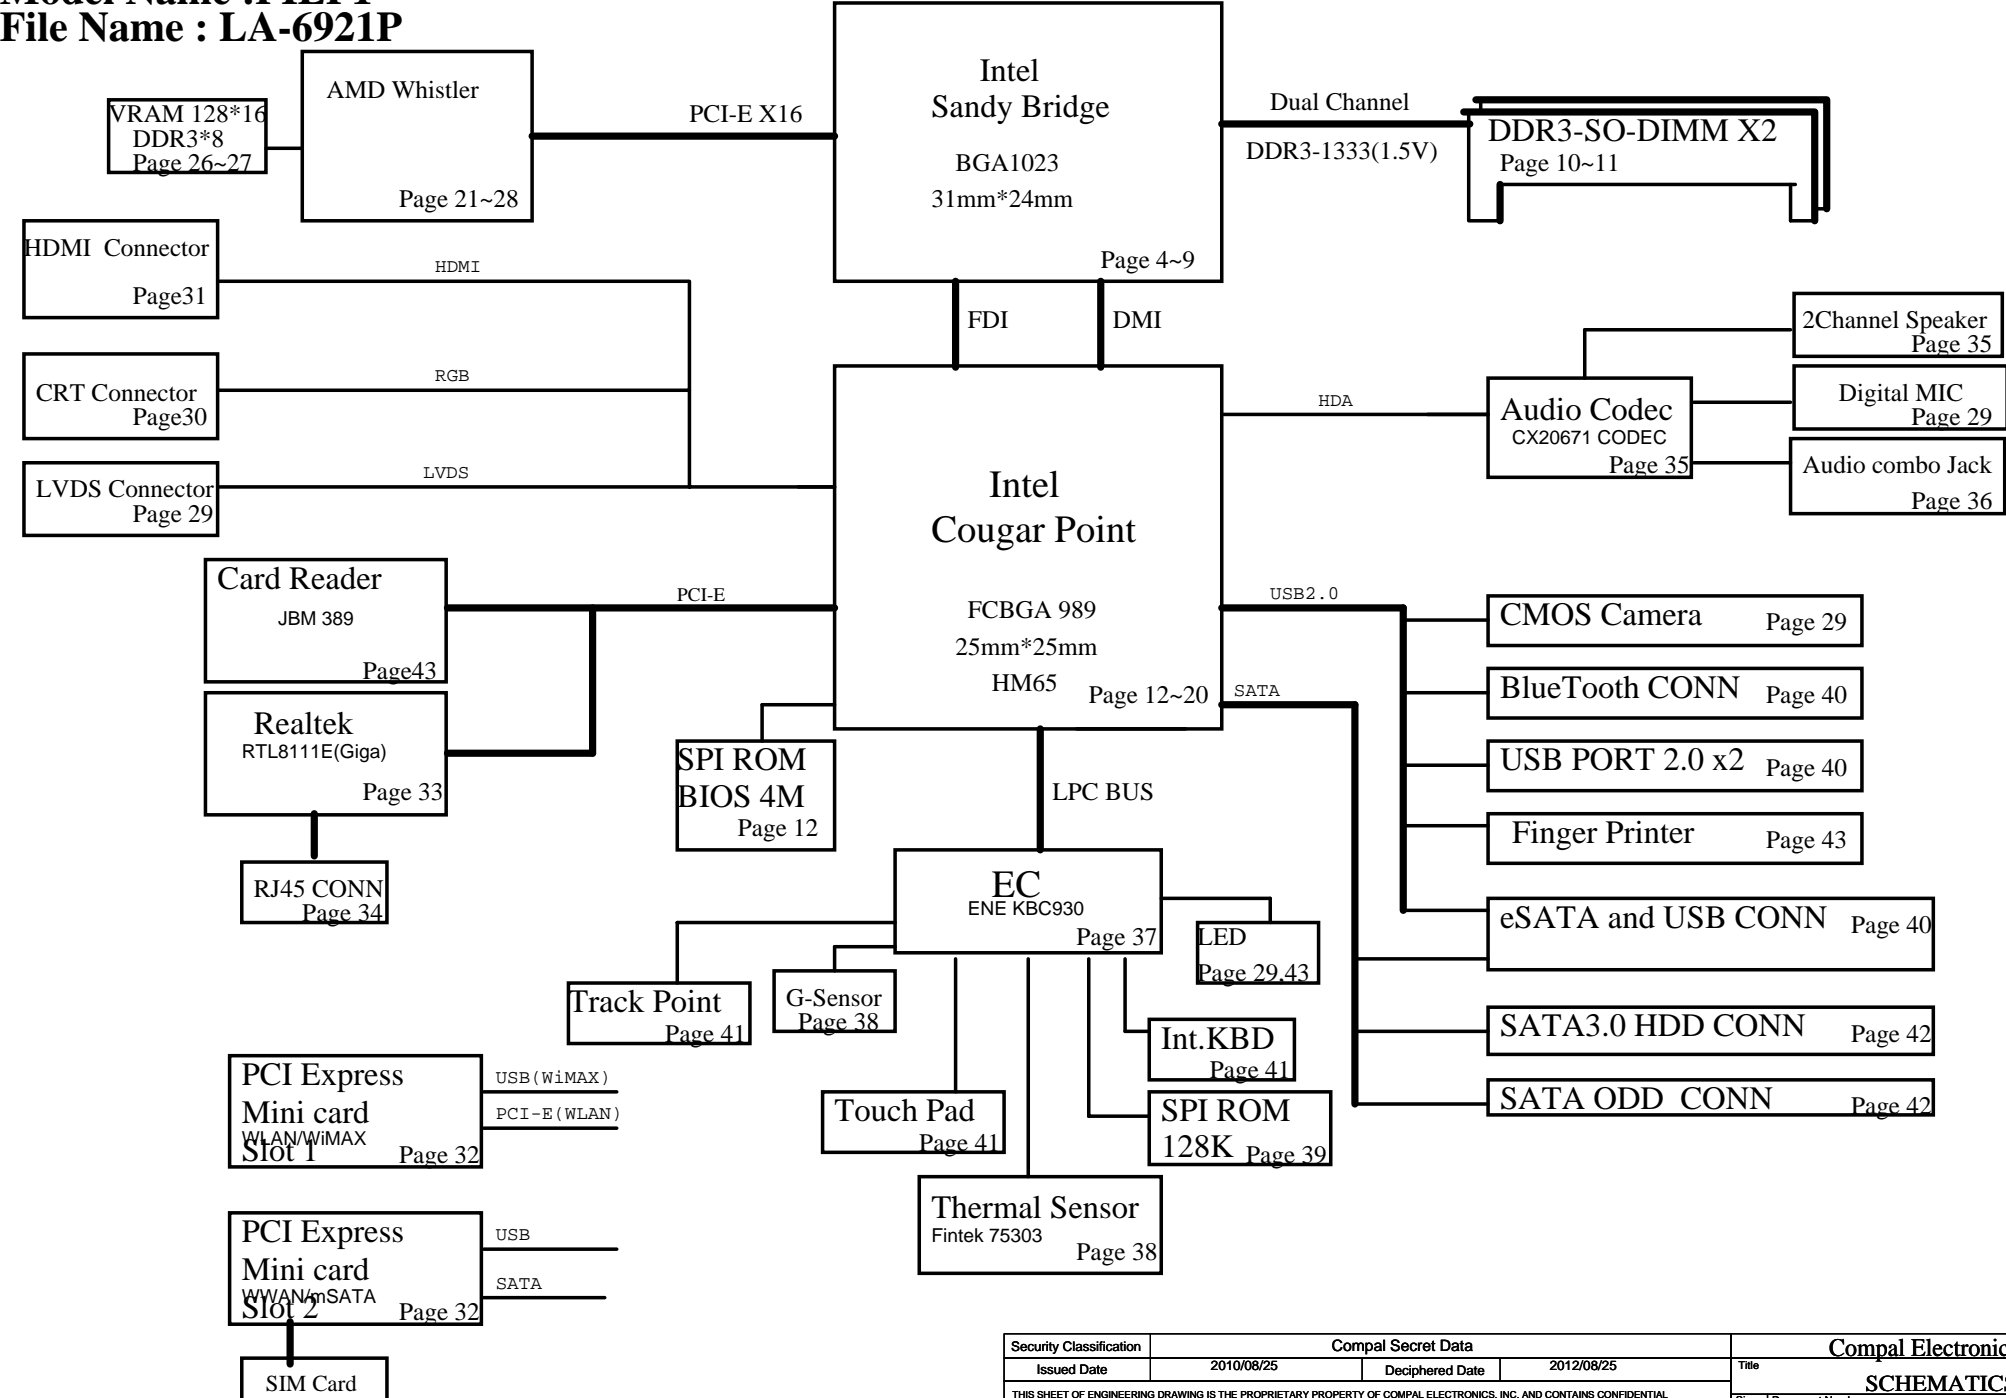 File Name : LA-6921P
AMD Whistler
Page 21~28
VRAM 128*16
DDR3*8
Page 26~27
PCI-E X16
Intel
Sandy Bridge
BGA1023
31mm*24mm
Page 4~9
Dual Channel
DDR3-1333(1.5V)
DDR3-SO-DIMM X2
Page 10~11
HDMI Connector
Page31
HDMI
FDI
DMI
CRT Connector
Page30
RGB
LVDS Connector
Page 29
LVDS
Intel
Cougar Point
FCBGA 989
25mm*25mm
HM65
Page 12~20
HDA
Audio Codec
CX20671 CODEC
Page 35
2Channel Speaker
Page 35
Digital MIC
Page 29
Audio combo Jack
Page 36
Card Reader
JBM 389
Page43
PCI-E
Realtek
RTL8111E(Giga)
Page 33
RJ45 CONN
Page 34
SPI ROM
BIOS 4M
Page 12
LPC BUS
USB2.0
SATA
CMOS Camera Page 29
BlueTooth CONN Page 40
USB PORT 2.0 x2 Page 40
Finger Printer Page 43
eSATA and USB CONN Page 40
SATA3.0 HDD CONN Page 42
SATA ODD CONN Page 42
EC
ENE KBC930
Page 37
LED
Page 29,43
Track Point
Page 41
G-Sensor
Page 38
Int.KBD
Page 41
Touch Pad
Page 41
SPI ROM
128K Page 39
Thermal Sensor
Fintek 75303
Page 38
PCI Express
Mini card
WLAN/WiMAX
Slot 1 Page 32
USB(WiMAX)
PCI-E(WLAN)
PCI Express
Mini card
WWAN/mSATA
Slot 2 Page 32
USB
SATA
SIM Card
Security Classification Compal Secret Data Compal Electronic
Issued Date 2010/08/25 Deciphered Date 2012/08/25 Title
SCHEMATICS
THIS SHEET OF ENGINEERING DRAWING IS THE PROPRIETARY PROPERTY OF COMPAL ELECTRONICS, INC. AND CONTAINS CONFIDENTIAL